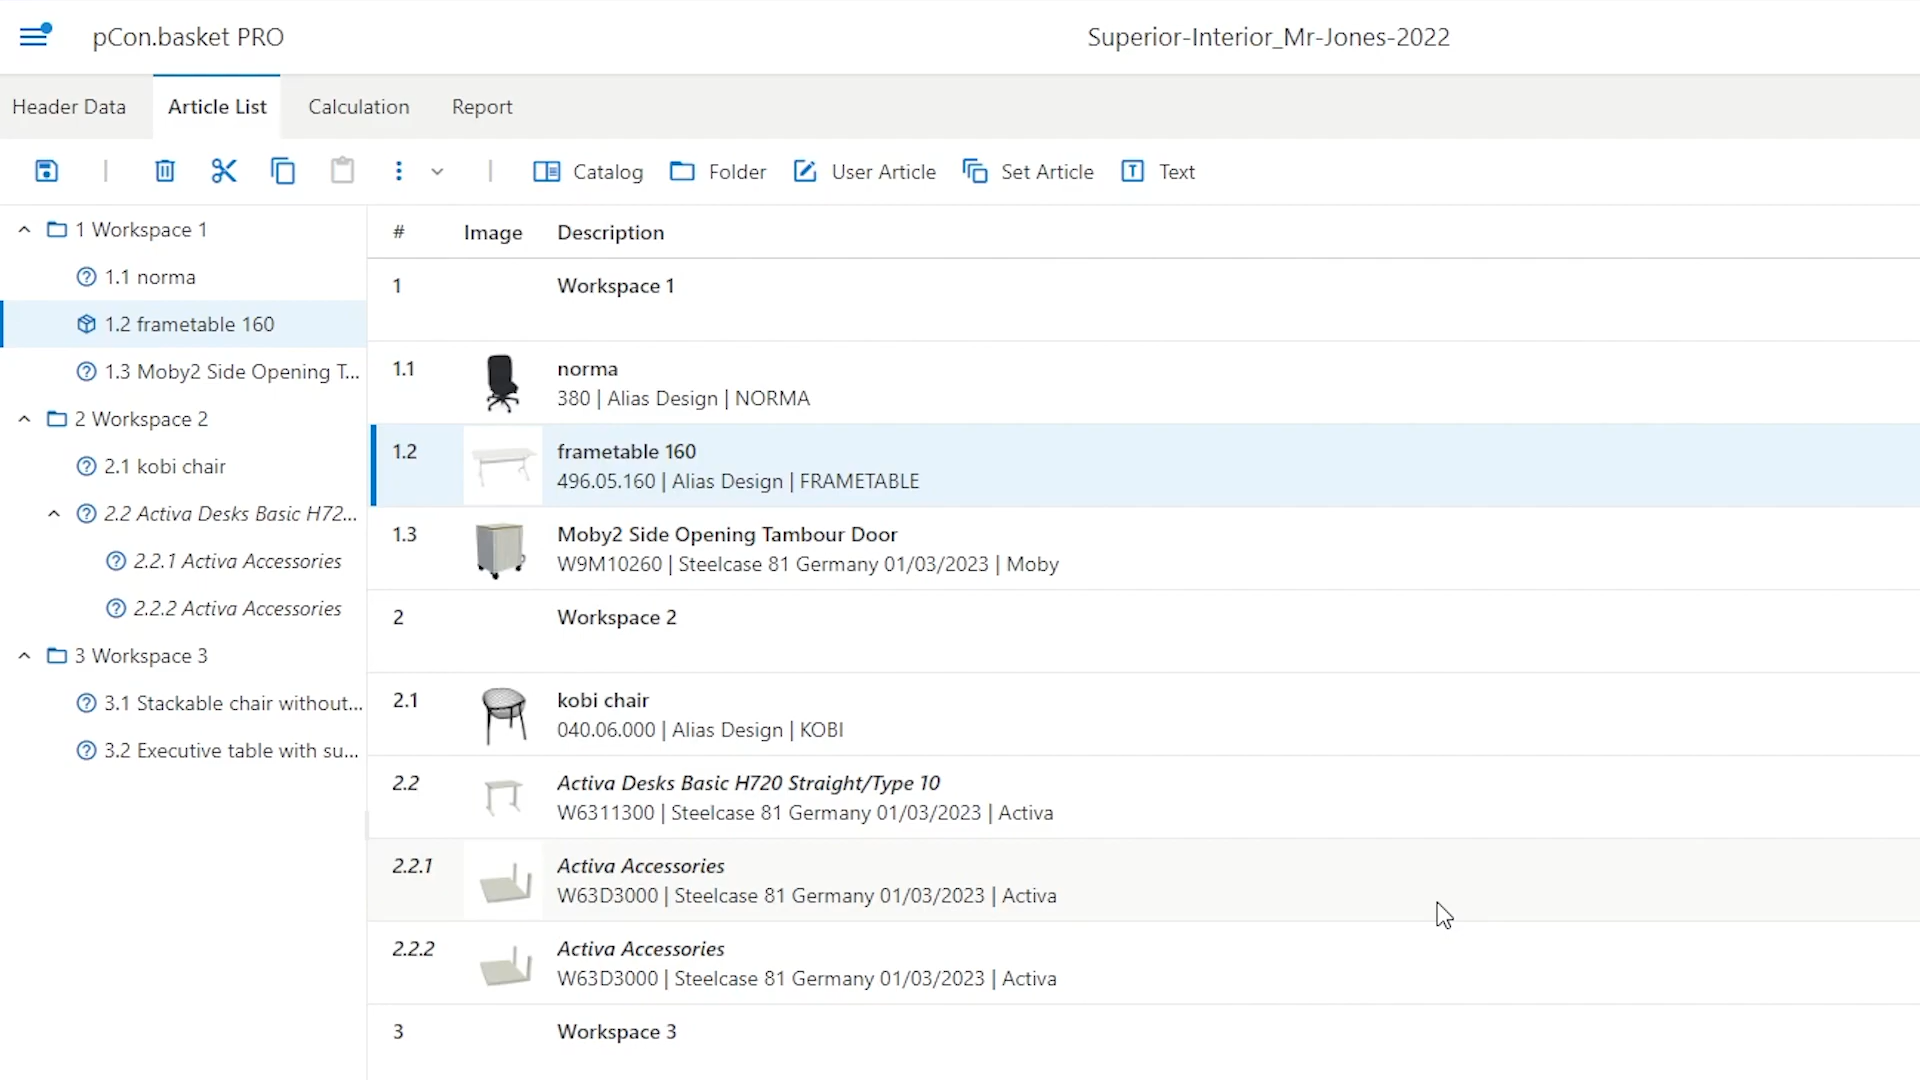 pCon.basket PRO
Superior-Interior_Mr-Jones-2022
Header Data
Article List
Calculation
Report
Catalog
Folder
User Article
Set Article
Text
1 Workspace 1
1.1 norma
1.2 frametable 160
1.3 Moby2 Side Opening T...
2 Workspace 2
2.1 kobi chair
2.2 Activa Desks Basic H72...
2.2.1 Activa Accessories
2.2.2 Activa Accessories
3 Workspace 3
3.1 Stackable chair without...
3.2 Executive table with su...
# Image Description
1 Workspace 1
1.1 norma
380 | Alias Design | NORMA
1.2 frametable 160
496.05.160 | Alias Design | FRAMETABLE
1.3 Moby2 Side Opening Tambour Door
W9M10260 | Steelcase 81 Germany 01/03/2023 | Moby
2 Workspace 2
2.1 kobi chair
040.06.000 | Alias Design | KOBI
2.2 Activa Desks Basic H720 Straight/Type 10
W6311300 | Steelcase 81 Germany 01/03/2023 | Activa
2.2.1 Activa Accessories
W63D3000 | Steelcase 81 Germany 01/03/2023 | Activa
2.2.2 Activa Accessories
W63D3000 | Steelcase 81 Germany 01/03/2023 | Activa
3 Workspace 3